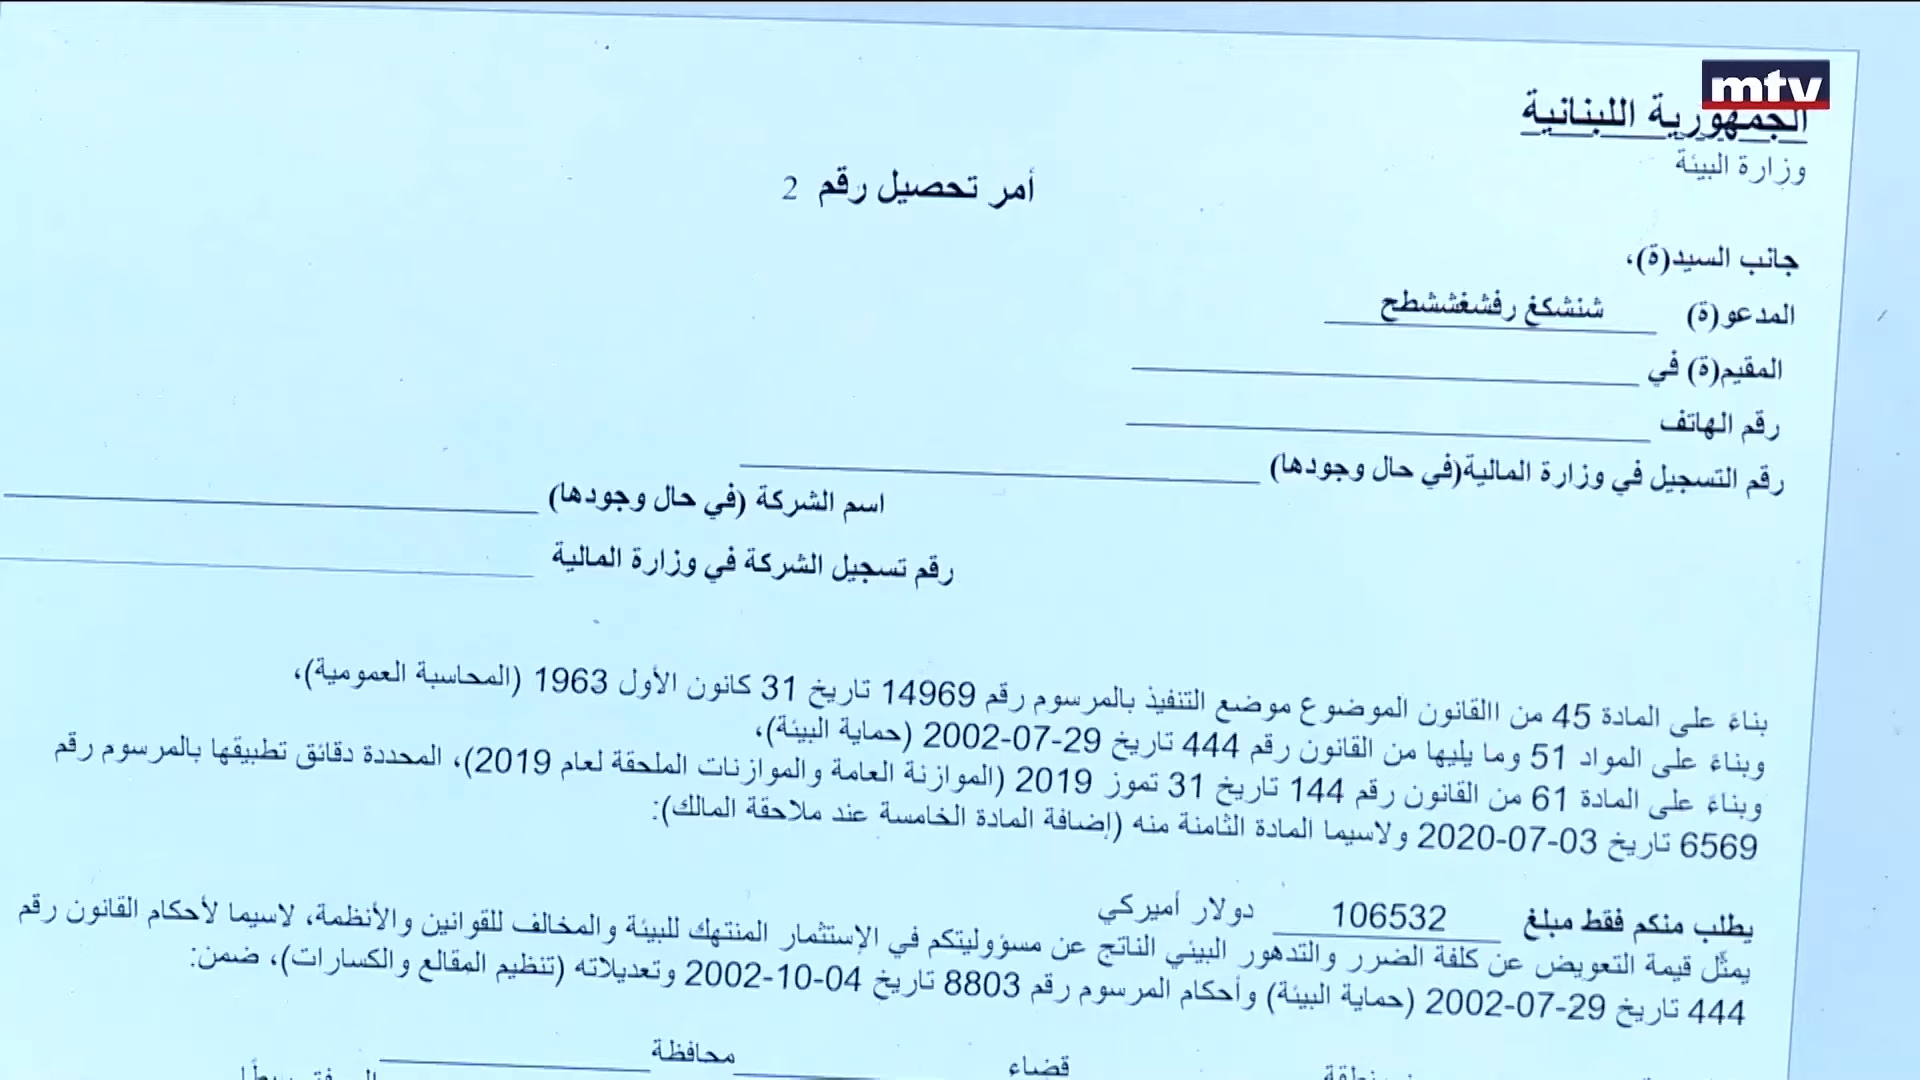 mtv
الجمهورية اللبنانية
وزارة البيئة
أمر تحصيل رقم 2
جانب السيد(ة)،
المدعو(ة) شنشكغ رفشغششطح
المقيم(ة) في
رقم الهاتف
رقم التسجيل في وزارة المالية(في حال وجودها)
اسم الشركة (في حال وجودها)
رقم تسجيل الشركة في وزارة المالية
بناءً على المادة 45 من االقانون الموضوع موضع التنفيذ بالمرسوم رقم 14969 تاريخ 31 كانون الأول 1963 (المحاسبة العمومية)،
وبناءً على المواد 51 وما يليها من القانون رقم 444 تاريخ 29-07-2002 (حماية البيئة)،
وبناءً على المادة 61 من القانون رقم 144 تاريخ 31 تموز 2019 (الموازنة العامة والموازنات الملحقة لعام 2019)، المحددة دقائق تطبيقها بالمرسوم رقم
6569 تاريخ 03-07-2020 ولاسيما المادة الثامنة منه (إضافة المادة الخامسة عند ملاحقة المالك):
يطلب منكم فقط مبلغ 106532 دولار أميركي
يمثّل قيمة التعويض عن كلفة الضرر والتدهور البيئي الناتج عن مسؤوليتكم في الإستثمار المنتهك للبيئة والمخالف للقوانين والأنظمة، لاسيما لأحكام القانون رقم
444 تاريخ 29-07-2002 (حماية البيئة) وأحكام المرسوم رقم 8803 تاريخ 04-10-2002 وتعديلاته (تنظيم المقالع والكسارات)، ضمن:
قضاء محافظة